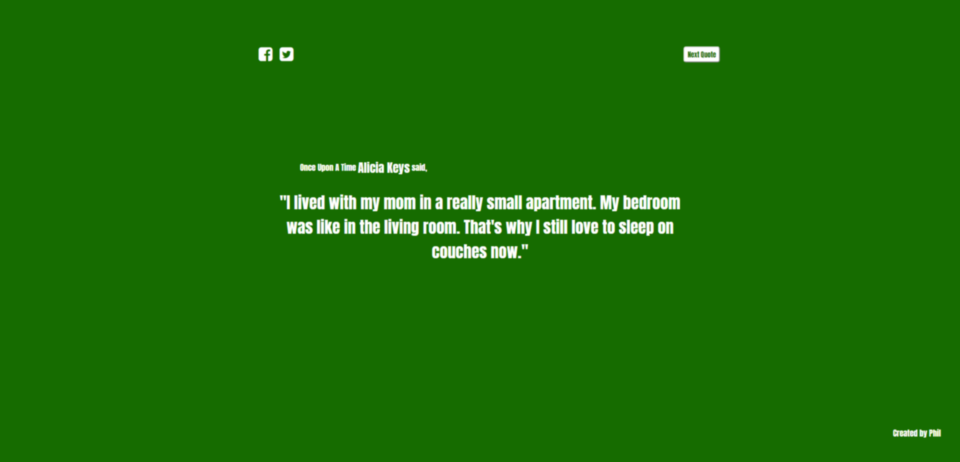 Next Quote
Once Upon A Time Alicia Keys said,
"I lived with my mom in a really small apartment. My bedroom
was like in the living room. That's why I still love to sleep on
couches now."
Created by Phil